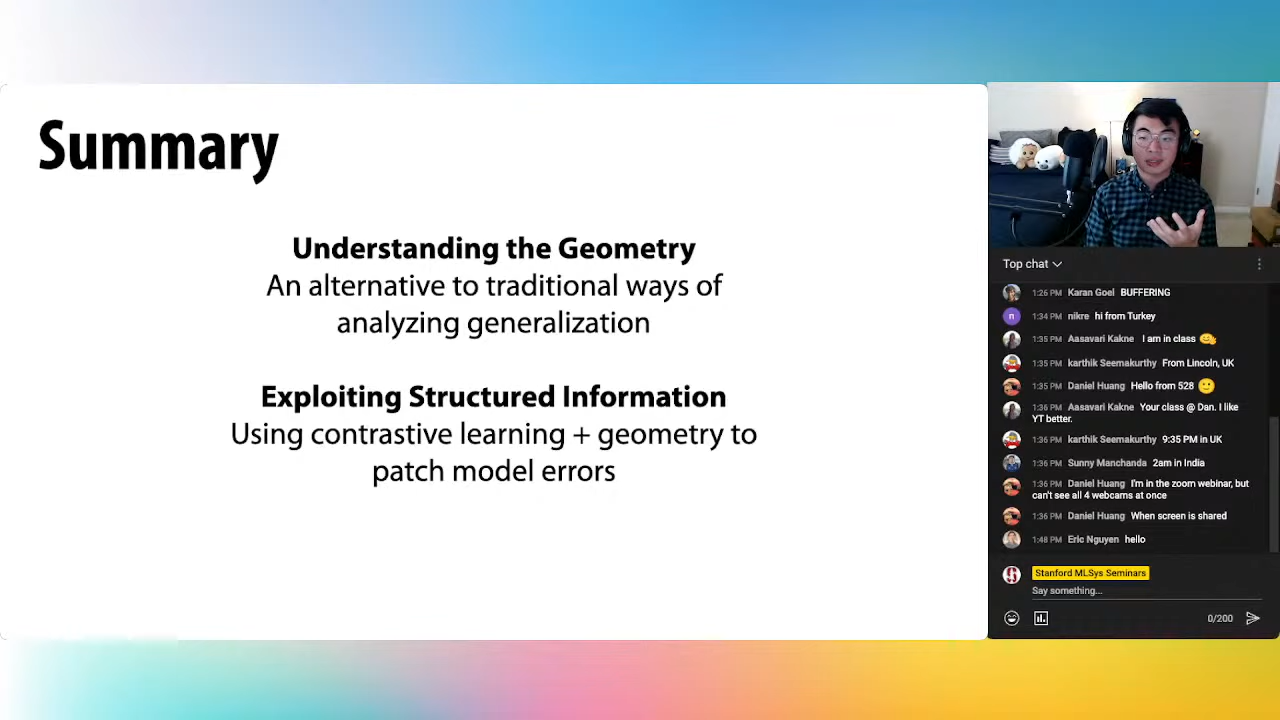 Summary
Understanding the Geometry
An alternative to traditional ways of
analyzing generalization
Exploiting Structured Information
Using contrastive learning + geometry to
patch model errors
Top chat
1:26 PM Karan Goel BUFFERING
n
1:34 PM nikre hi from Turkey
1:35 PM Aasavari Kakne I am in class
1:35 PM karthik Seemakurthy From Lincoln, UK
1:35 PM Daniel Huang Hello from 528
1:36 PM Aasavari Kakne Your class @ Dan. I like
YT better.
1:36 PM karthik Seemakurthy 9:35 PM in UK
1:36 PM Sunny Manchanda 2am in India
1:36 PM Daniel Huang I'm in the zoom webinar, but
can't see all 4 webcams at once
1:36 PM Daniel Huang When screen is shared
1:48 PM Eric Nguyen hello
Stanford MLSys Seminars
Say something...
0/200